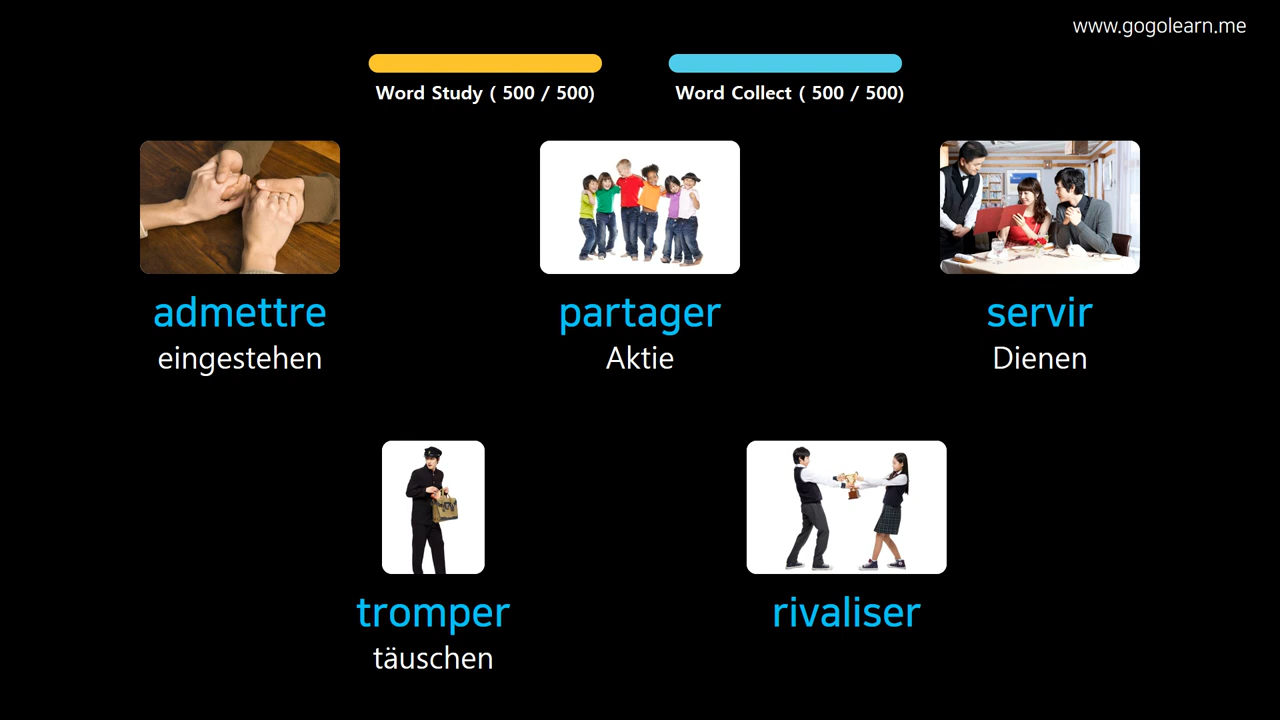 www.gogolearn.me
Word Study ( 500 / 500)
Word Collect ( 500 / 500)
admettre
eingestehen
partager
Aktie
servir
Dienen
tromper
täuschen
rivaliser